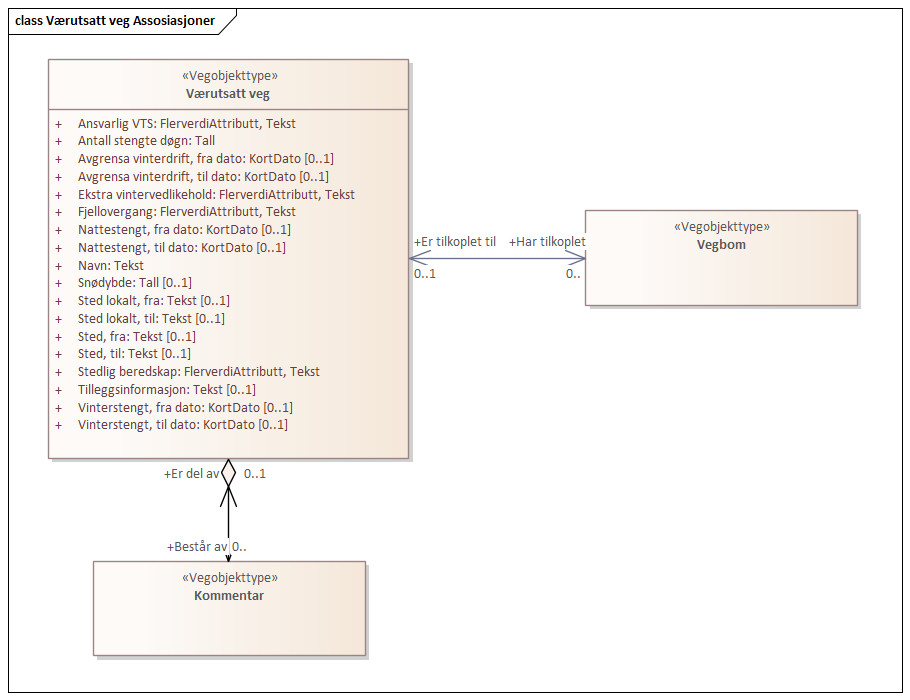 class Værutsatt veg Assosiasjoner
«Vegobjekttype»
Værutsatt veg
+ Ansvarlig VTS: FlerverdiAttributt, Tekst
+ Antall stengte døgn: Tall
+ Avgrensa vinterdrift, fra dato: KortDato [0..1]
+ Avgrensa vinterdrift, til dato: KortDato [0..1]
+ Ekstra vintervedlikehold: FlerverdiAttributt, Tekst
+ Fjellovergang: FlerverdiAttributt, Tekst
+ Nattestengt, fra dato: KortDato [0..1]
+ Nattestengt, til dato: KortDato [0..1]
+ Navn: Tekst
+ Snødybde: Tall [0..1]
+ Sted lokalt, fra: Tekst [0..1]
+ Sted lokalt, til: Tekst [0..1]
+ Sted, fra: Tekst [0..1]
+ Sted, til: Tekst [0..1]
+ Stedlig beredskap: FlerverdiAttributt, Tekst
+ Tilleggsinformasjon: Tekst [0..1]
+ Vinterstengt, fra dato: KortDato [0..1]
+ Vinterstengt, til dato: KortDato [0..1]
+Er tilkoplet til +Har tilkoplet
0..1 0..
«Vegobjekttype»
Vegbom
+Er del av 0..1
+Består av 0..
«Vegobjekttype»
Kommentar